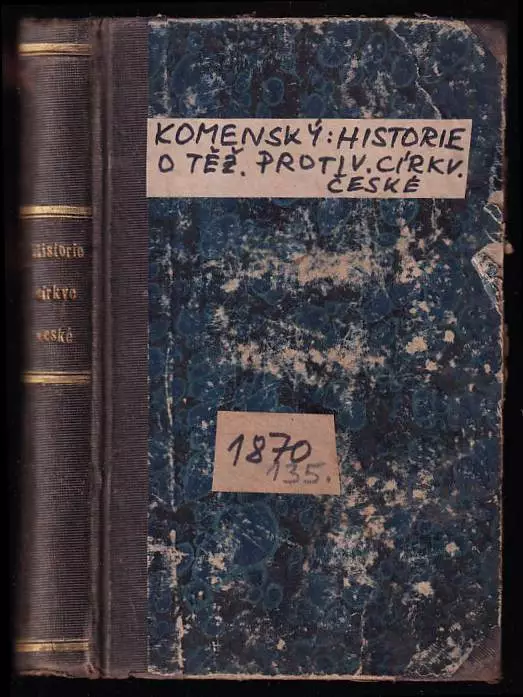 Historie
církve
české
KOMENSKÝ: HISTORIE
O TĚŽ. PROTIV. CÍRKV.
ČESKÉ
1870
135.